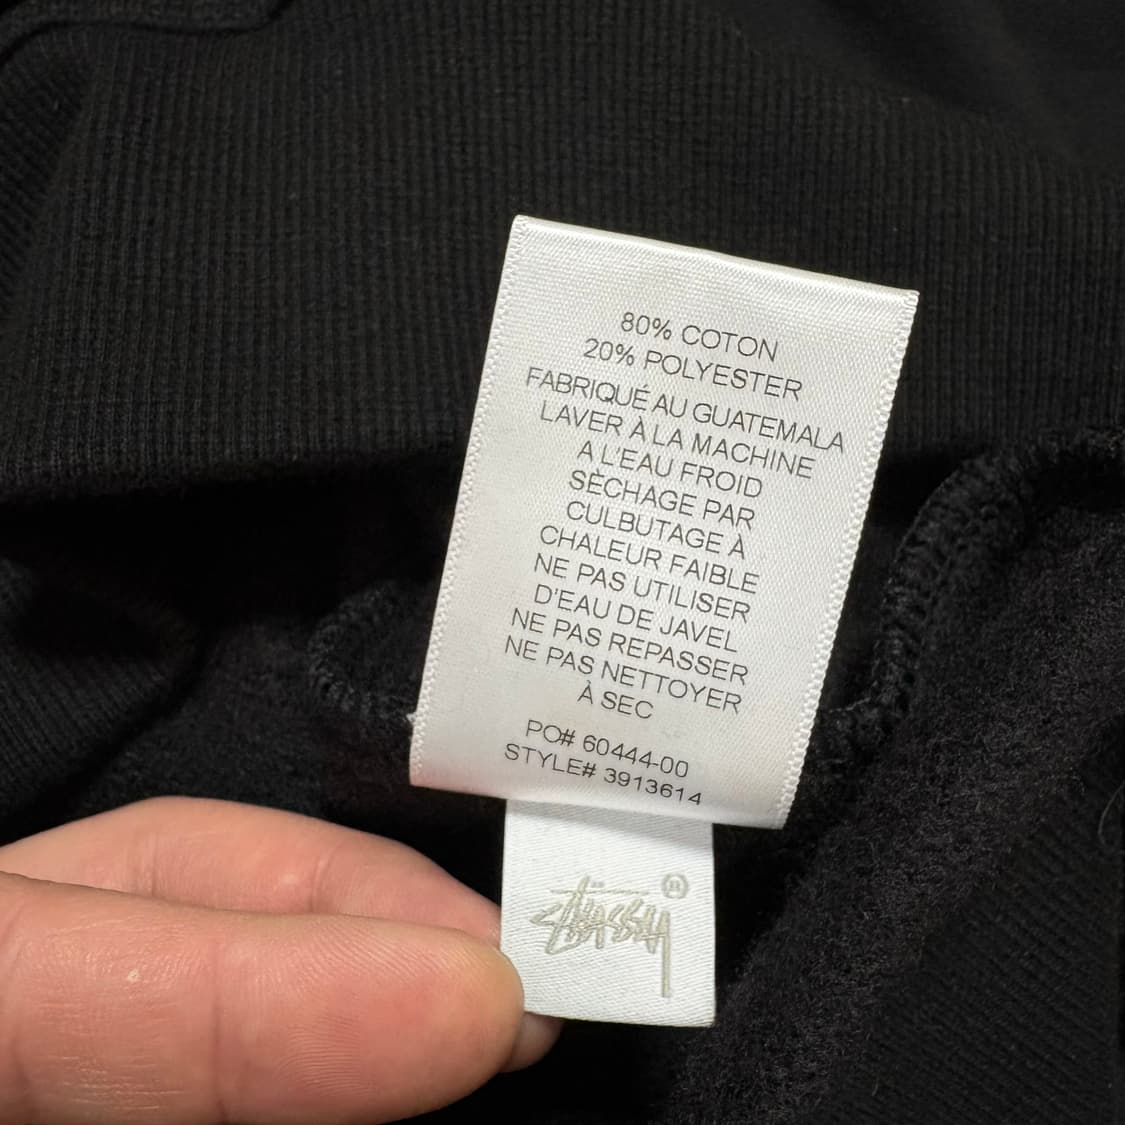 80% COTON
20% POLYESTER
FABRIQUÉ AU GUATEMALA
LAVER À LA MACHINE
A L'EAU FROID
SÉCHAGE PAR
CULBUTAGE À
CHALEUR FAIBLE
NE PAS UTILISER
D'EAU DE JAVEL
NE PAS REPASSER
NE PAS NETTOYER
À SEC
PO# 60444-00
STYLE# 3913614
STÜSSY ®